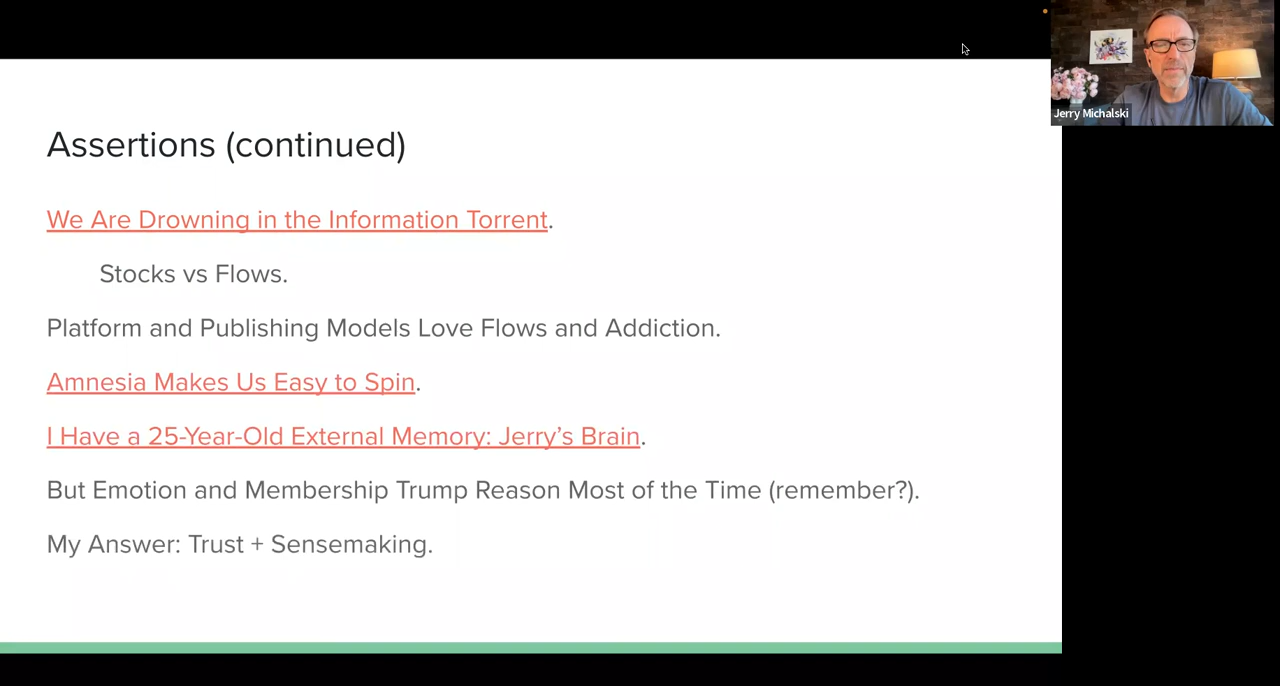 Jerry Michalski
Assertions (continued)
We Are Drowning in the Information Torrent.
Stocks vs Flows.
Platform and Publishing Models Love Flows and Addiction.
Amnesia Makes Us Easy to Spin.
I Have a 25-Year-Old External Memory: Jerry’s Brain.
But Emotion and Membership Trump Reason Most of the Time (remember?).
My Answer: Trust + Sensemaking.